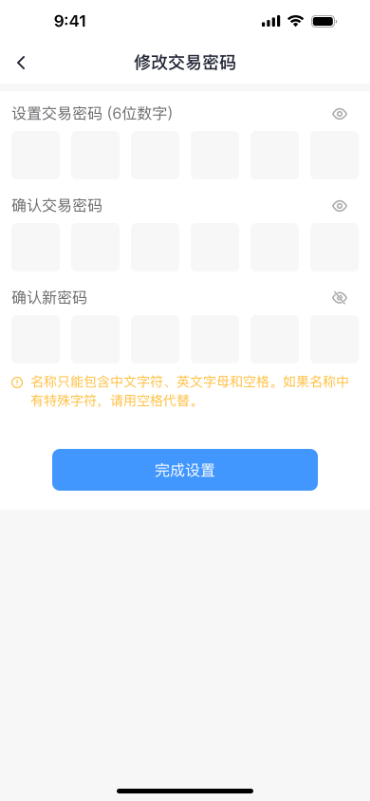 9:41
修改交易密码
设置交易密码 (6位数字)
确认交易密码
确认新密码
名称只能包含中文字符、英文字母和空格。如果名称中
有特殊字符，请用空格代替。
完成设置